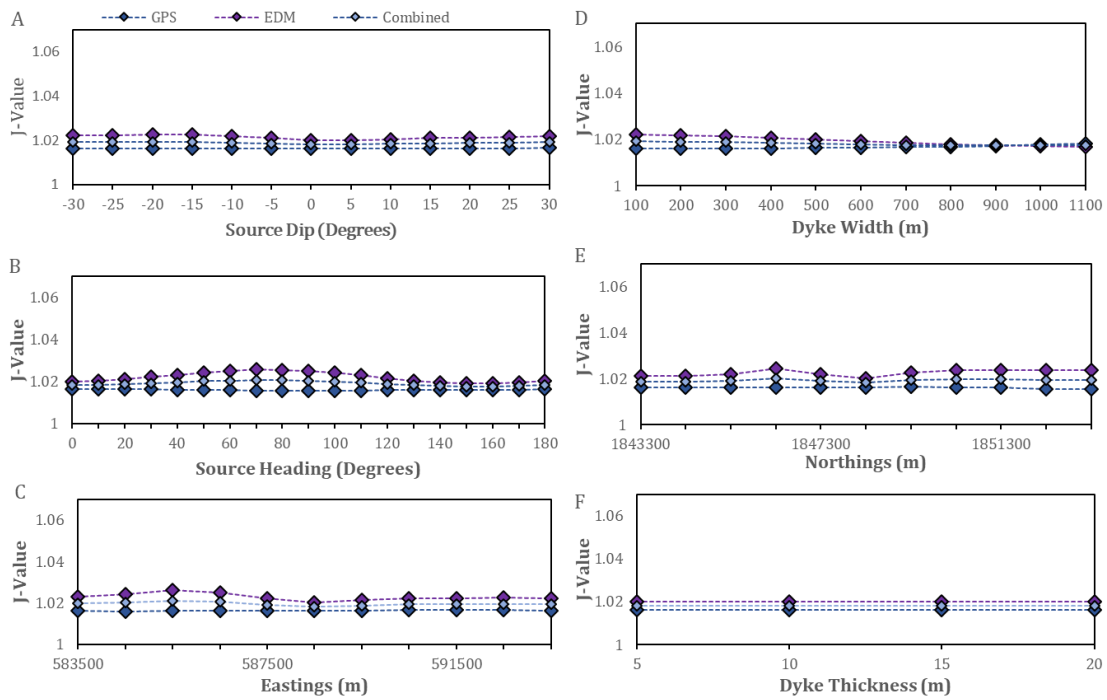 GPS EDM Combined
A
1.06
1.04
1.02
1
J-Value
-30 -25 -20 -15 -10 -5 0 5 10 15 20 25 30
Source Dip (Degrees)
D
1.06
1.04
1.02
1
J-Value
100 200 300 400 500 600 700 800 900 1000 1100
Dyke Width (m)
B
1.06
1.04
1.02
1
J-Value
0 20 40 60 80 100 120 140 160 180
Source Heading (Degrees)
E
1.06
1.04
1.02
1
J-Value
1843300 1847300 1851300
Northings (m)
C
1.06
1.04
1.02
1
J-Value
583500 587500 591500
Eastings (m)
F
1.06
1.04
1.02
1
J-Value
5 10 15 20
Dyke Thickness (m)